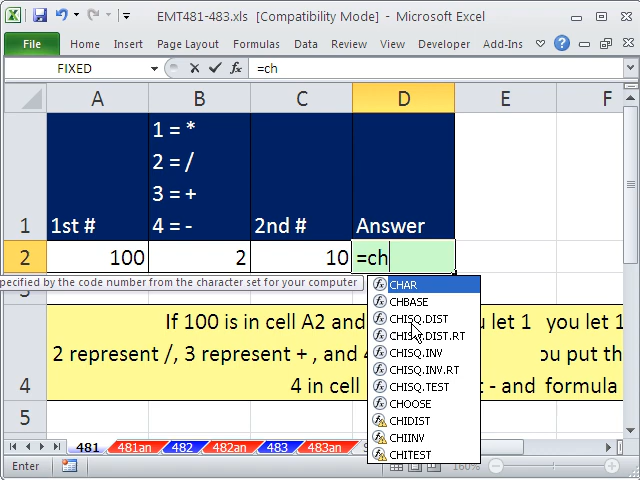 EMT481-483.xls [Compatibility Mode] - Microsoft Excel
File Home Insert Page Layout Formulas Data Review View Developer Add-Ins
FIXED =ch
A B C D E F
1 = *
2 = /
3 = +
1 1st # 4 = - 2nd # Answer
2 100 2 10 =ch
specified by the code number from the character set for your computer
3
CHAR
CHBASE
CHISQ.DIST
CHISQ.DIST.RT
CHISQ.INV
CHISQ.INV.RT
CHISQ.TEST
CHOOSE
CHIDIST
CHIINV
CHITEST
If 100 is in cell A2 and u let 1 you let 1
2 represent /, 3 represent + , and ou put th
4 4 in cell t - and formula
5
481 481an 482 482an 483 483an
Enter 160%